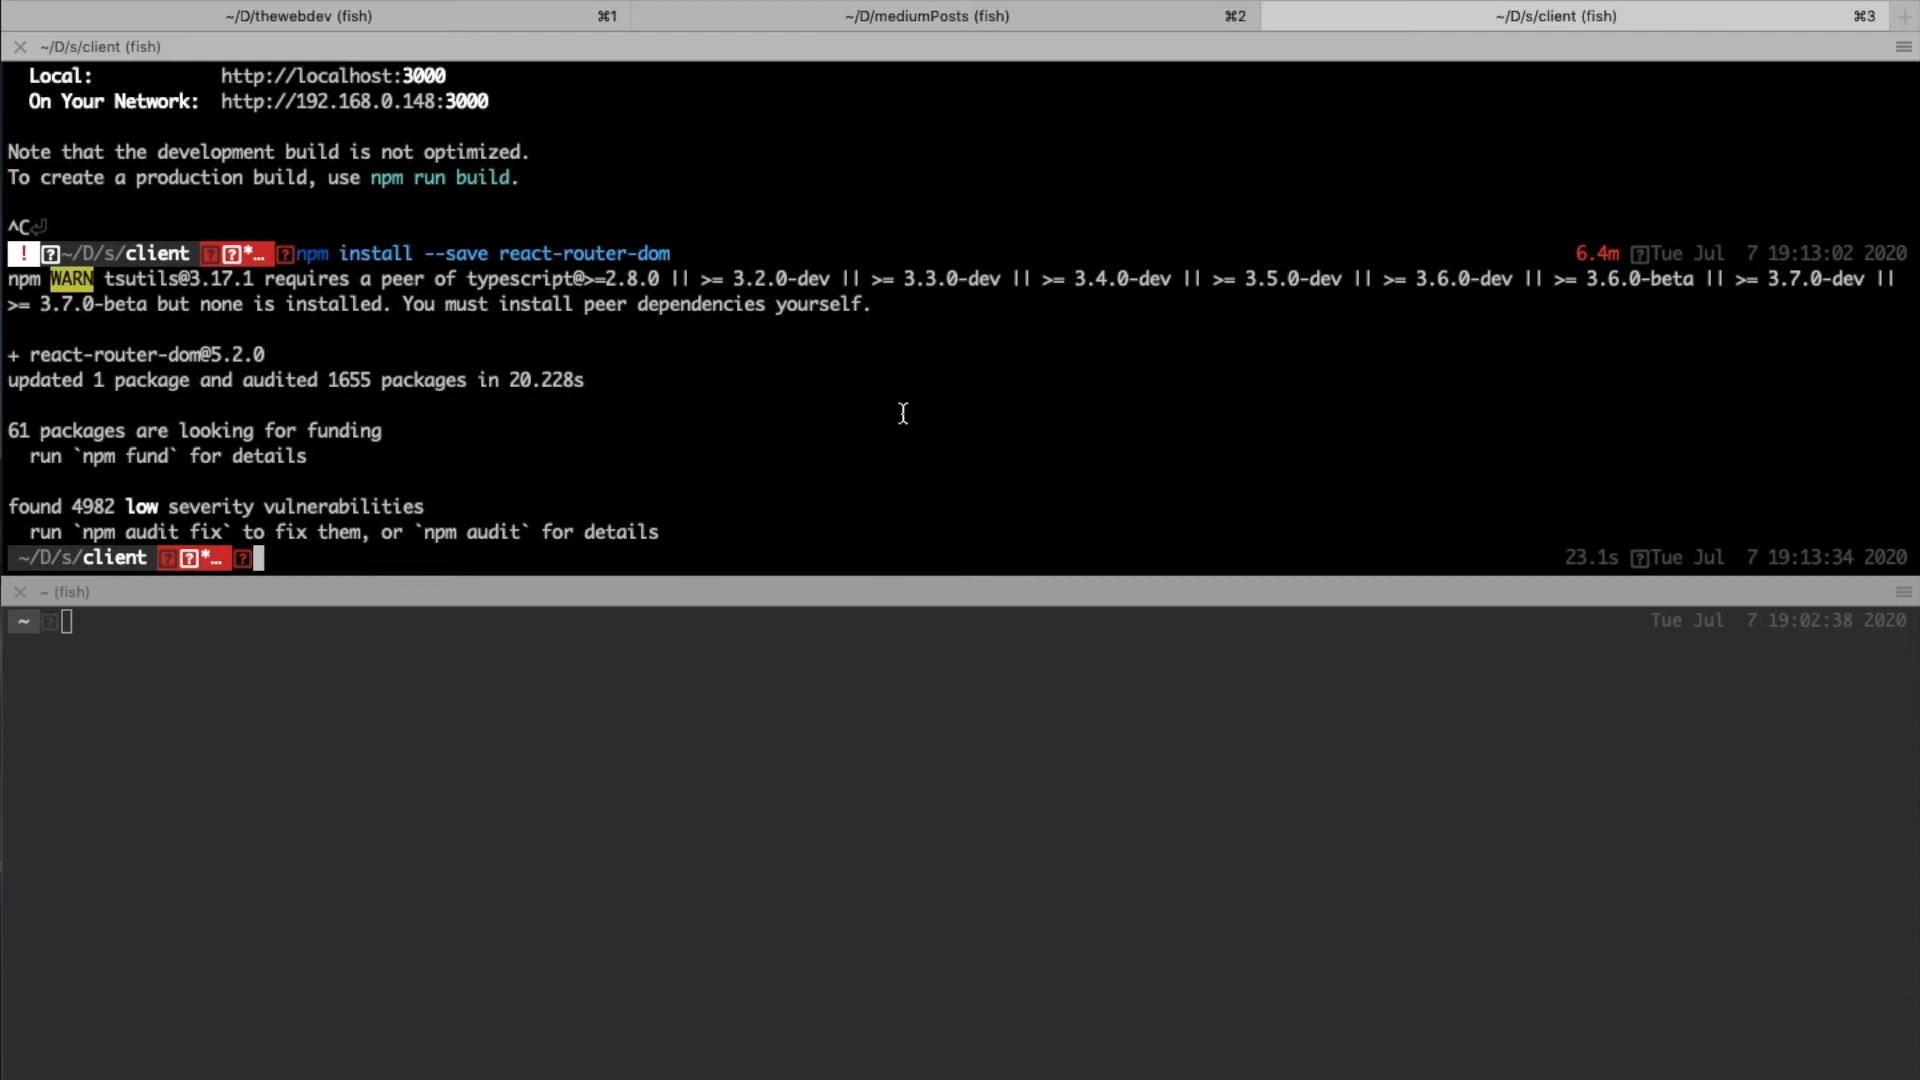 ~/D/thewebdev (fish) ⌘1 ~/D/mediumPosts (fish) ⌘2 ~/D/s/client (fish) ⌘3
~/D/s/client (fish)
Local: http://localhost:3000
On Your Network: http://192.168.0.148:3000
Note that the development build is not optimized.
To create a production build, use npm run build.
^C⏎
! ?~/D/s/client ? ?*… ?npm install --save react-router-dom 6.4m ?Tue Jul 7 19:13:02 2020
npm WARN tsutils@3.17.1 requires a peer of typescript@>=2.8.0 || >= 3.2.0-dev || >= 3.3.0-dev || >= 3.4.0-dev || >= 3.5.0-dev || >= 3.6.0-dev || >= 3.6.0-beta || >= 3.7.0-dev ||
>= 3.7.0-beta but none is installed. You must install peer dependencies yourself.
+ react-router-dom@5.2.0
updated 1 package and audited 1655 packages in 20.228s
61 packages are looking for funding
run `npm fund` for details
found 4982 low severity vulnerabilities
run `npm audit fix` to fix them, or `npm audit` for details
~/D/s/client ? ?*… ? 23.1s ?Tue Jul 7 19:13:34 2020
~ (fish)
~ ? Tue Jul 7 19:02:38 2020